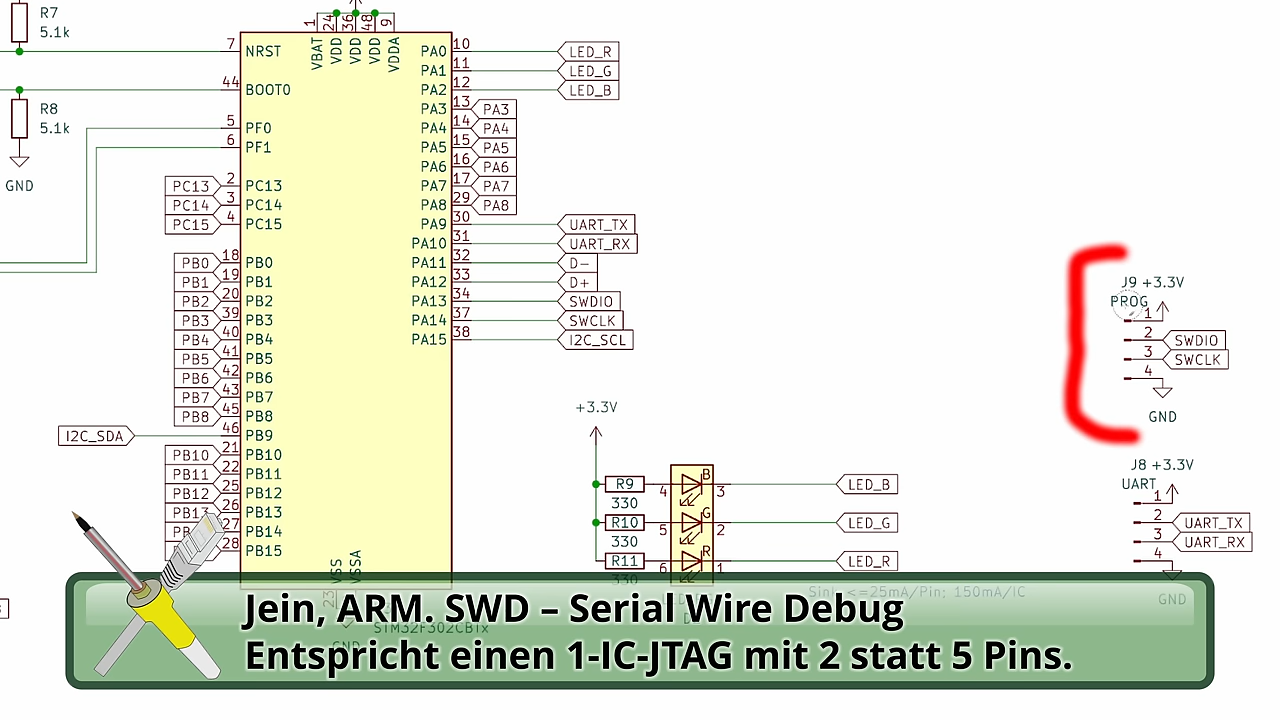 R7
5.1k
R8
5.1k
GND
1 24 36 48 9
VBAT VDD VDD VDD VDDA
7 NRST
44 BOOT0
5 PF0
6 PF1
PC13 2 PC13
PC14 3 PC14
PC15 4 PC15
PB0 18 PB0
PB1 19 PB1
PB2 20 PB2
PB3 39 PB3
PB4 40 PB4
PB5 41 PB5
PB6 42 PB6
PB7 43 PB7
PB8 45 PB8
I2C_SDA 46 PB9
PB10 21 PB10
PB11 22 PB11
PB12 25 PB12
PB13 26 PB13
27 PB14
28 PB15
PA0 10 LED_R
PA1 11 LED_G
PA2 12 LED_B
PA3 13 PA3
PA4 14 PA4
PA5 15 PA5
PA6 16 PA6
PA7 17 PA7
PA8 29 PA8
PA9 30 UART_TX
PA10 31 UART_RX
PA11 32 D-
PA12 33 D+
PA13 34 SWDIO
PA14 37 SWCLK
PA15 38 I2C_SCL
23 VSS
VSSA
STM32F302CBTx
GND
+3.3V
R9
330
R10
330
R11
330
4 B 3 LED_B
5 G 2 LED_G
6 R 1 LED_R
Sink <=25mA/Pin; 150mA/IC
J9 +3.3V
PROG
1
2 SWDIO
3 SWCLK
4
GND
J8 +3.3V
UART
1
2 UART_TX
3 UART_RX
4
GND
Jein, ARM. SWD – Serial Wire Debug
Entspricht einen 1-IC-JTAG mit 2 statt 5 Pins.